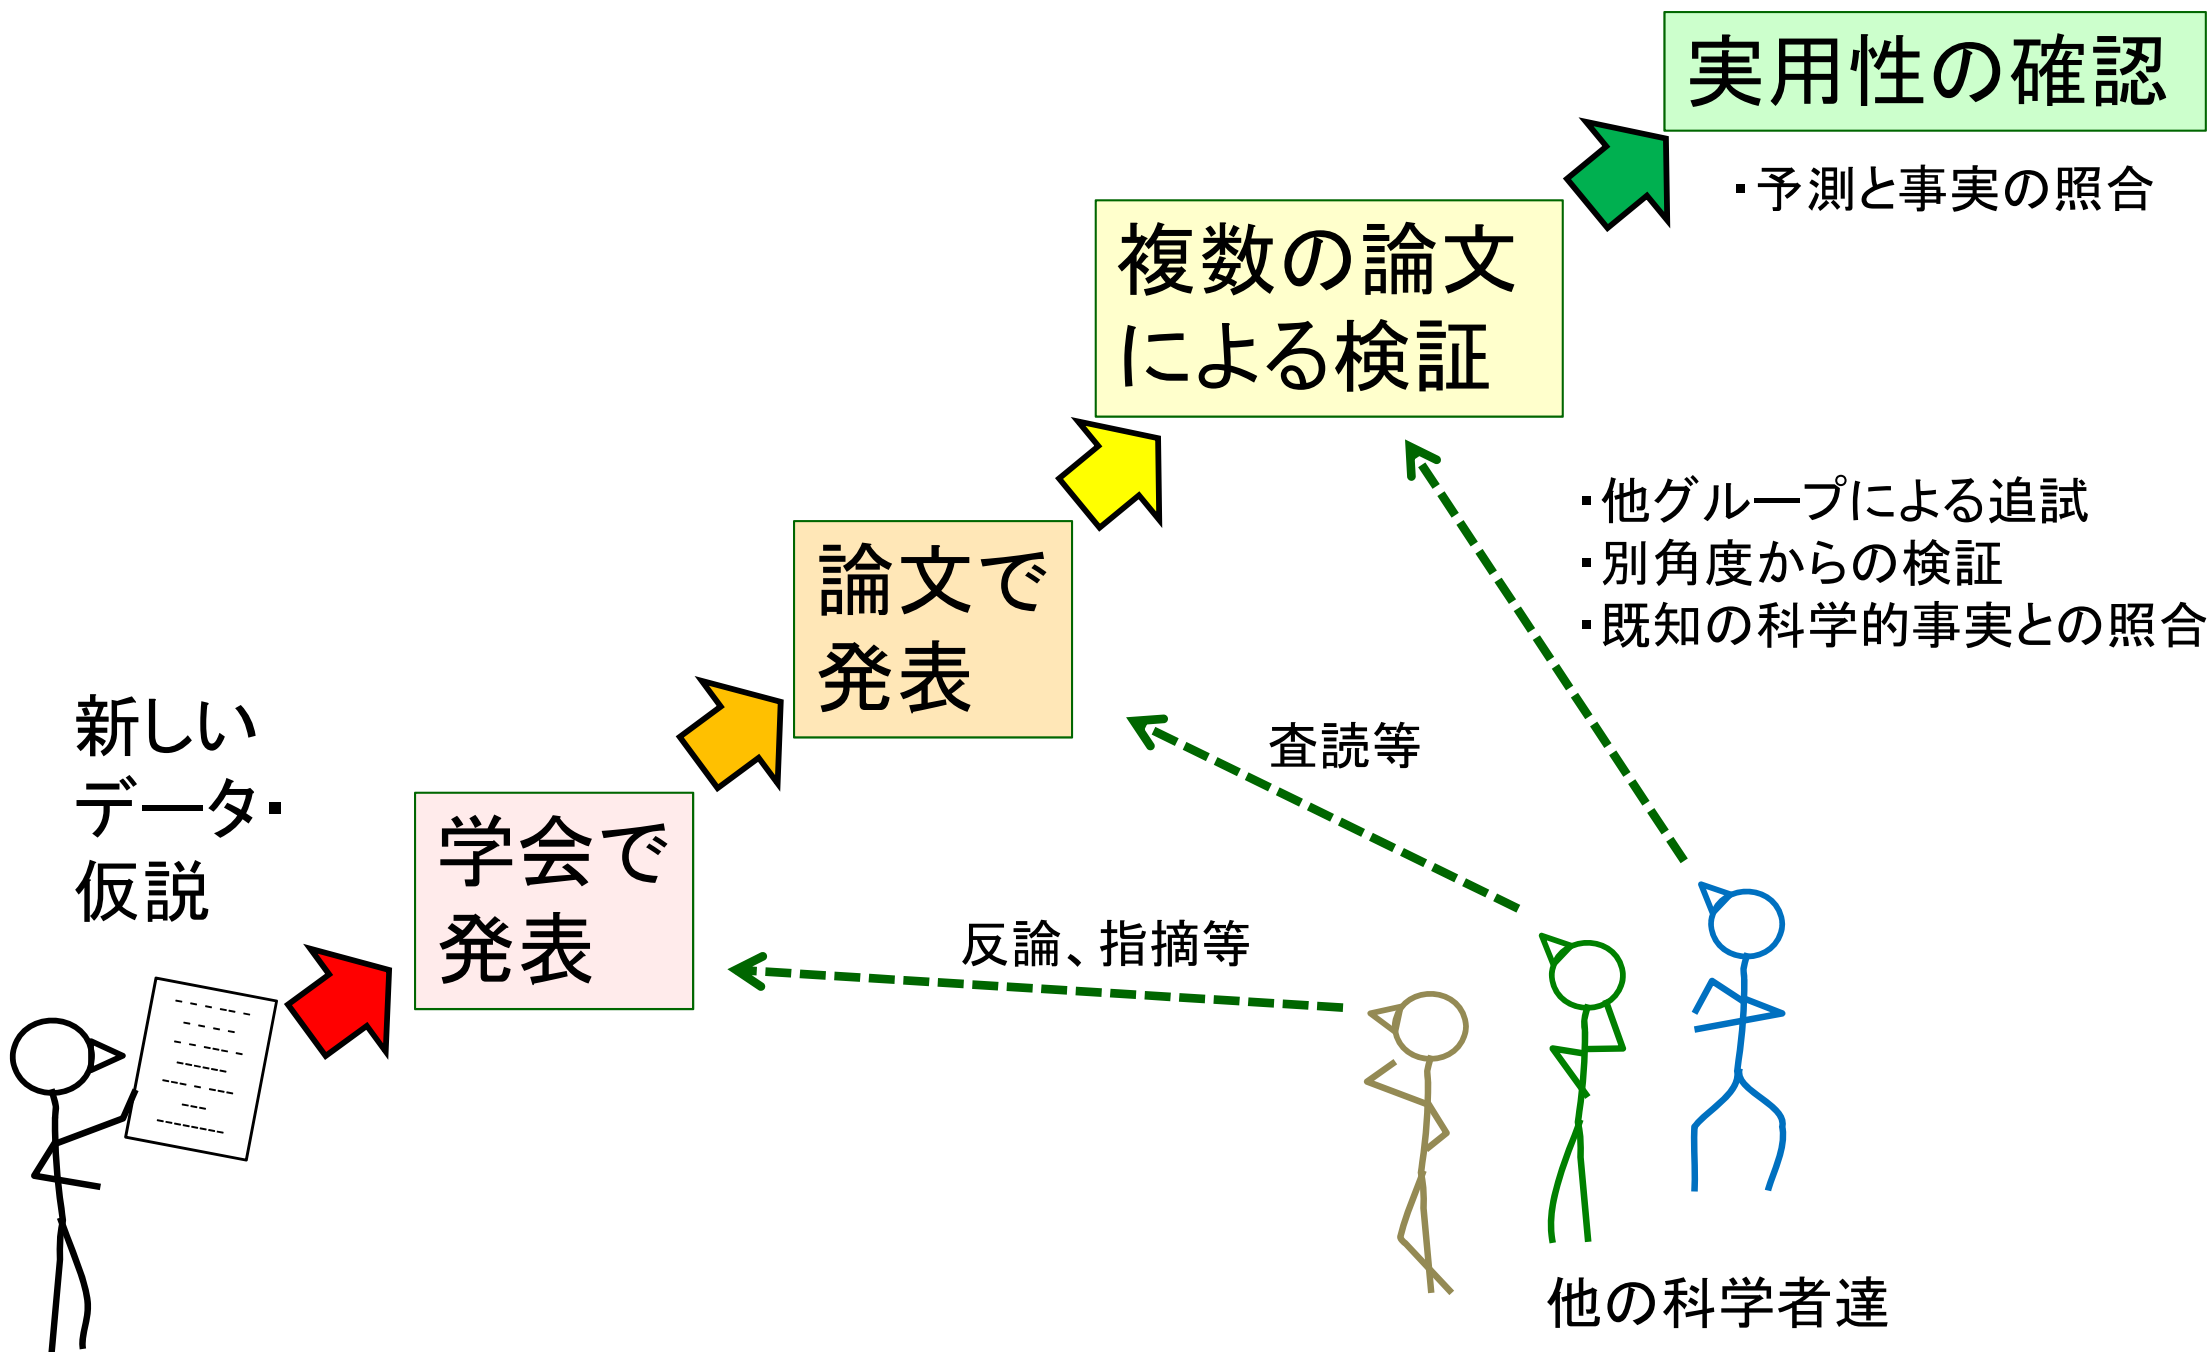 実用性の確認
・予測と事実の照合
複数の論文
による検証
・他グループによる追試
・別角度からの検証
・既知の科学的事実との照合
論文で
発表
査読等
新しい
データ・
仮説
学会で
発表
反論、指摘等
他の科学者達